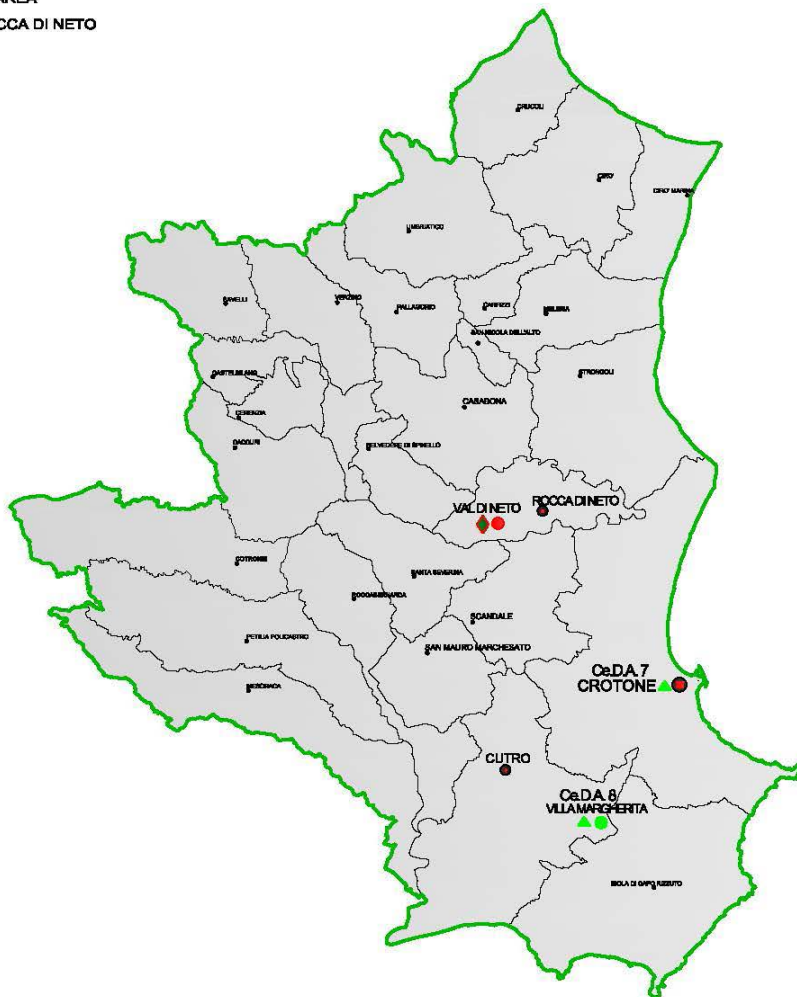 CCA DI NETO
CRUCOLI
CIRO'
CIRO' MARINA
UMBRIATICO
SAVELLI
VERZINO
PALLAGORIO
CARFIZZI
MELISSA
SAN NICOLA DELL'ALTO
CASTELSILANO
STRONGOLI
CERENZIA
CASABONA
CACCURI
BELVEDERE DI SPINELLO
VAL DI NETO
ROCCA DI NETO
COTRONEI
SANTA SEVERINA
ROCCABERNARDA
SCANDALE
PETILIA POLICASTRO
SAN MAURO MARCHESATO
Ce.D.A. 7
CROTONE
MESORACA
CUTRO
Ce.D.A. 8
VILLA MARGHERITA
ISOLA DI CAPO RIZZUTO